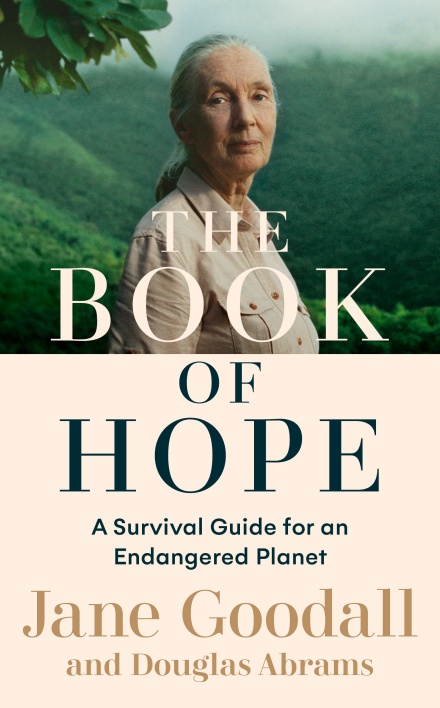 THE
BOOK
OF
HOPE
A Survival Guide for an
Endangered Planet
Jane Goodall
and Douglas Abrams